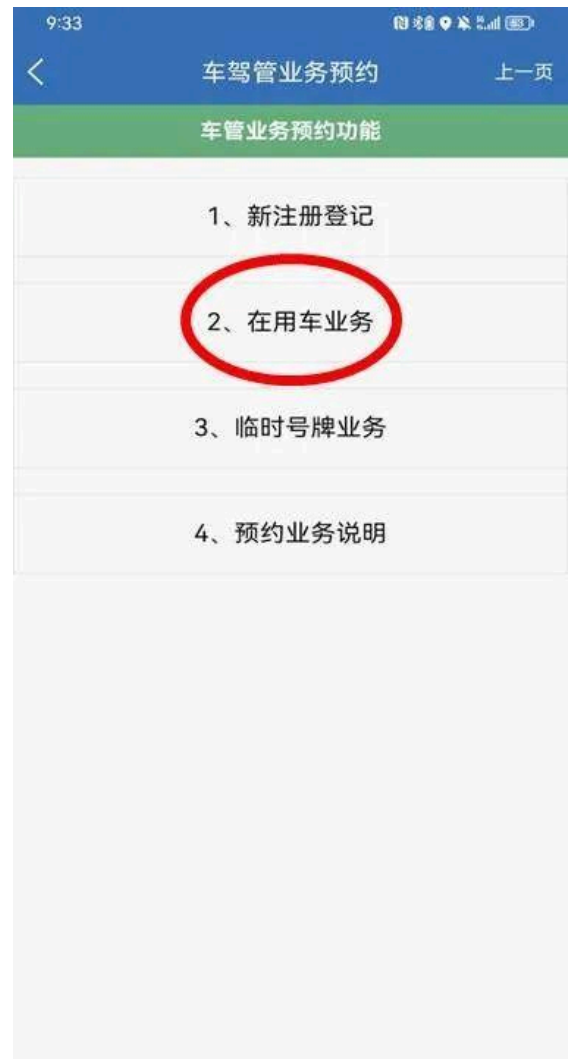 9:33
83
车驾管业务预约
上一页
车管业务预约功能
1、新注册登记
2、在用车业务
3、临时号牌业务
4、预约业务说明